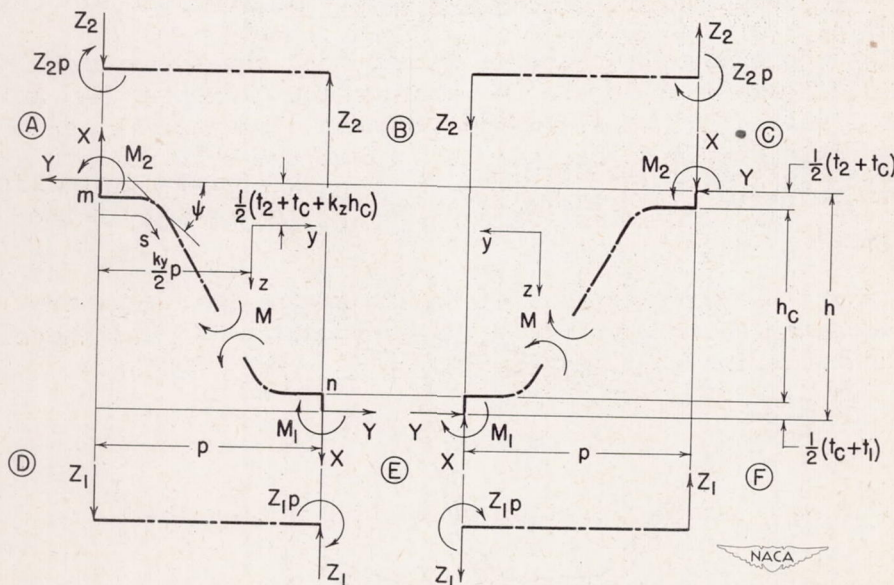 Z2
Z2p
Z2
A
X
Y
M2
m
ψ
s
ky/2 p
1/2(t2+tC+kzhC)
y
z
M
n
M1
Y
X
D
p
Z1
Z1p
Z1
B
E
Z2
Z2
Z2p
C
M2
X
Y
1/2(t2+tC)
y
z
M
hC
h
Y
M1
X
p
1/2(tC+t1)
F
Z1
Z1p
Z1
NACA